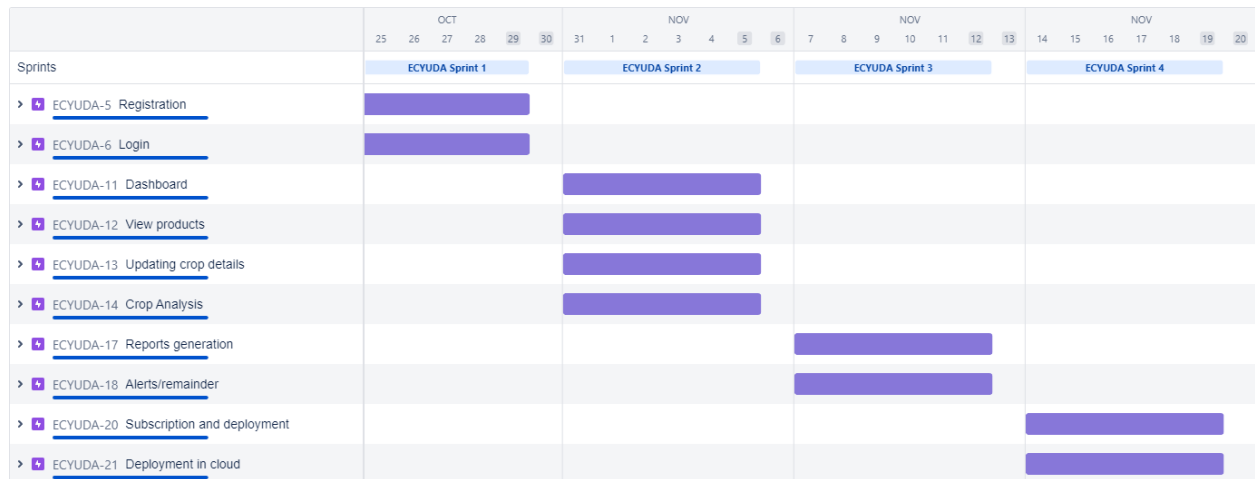 OCT NOV NOV NOV
25 26 27 28 29 30 31 1 2 3 4 5 6 7 8 9 10 11 12 13 14 15 16 17 18 19 20
Sprints ECYUDA Sprint 1 ECYUDA Sprint 2 ECYUDA Sprint 3 ECYUDA Sprint 4
ECYUDA-5 Registration
ECYUDA-6 Login
ECYUDA-11 Dashboard
ECYUDA-12 View products
ECYUDA-13 Updating crop details
ECYUDA-14 Crop Analysis
ECYUDA-17 Reports generation
ECYUDA-18 Alerts/remainder
ECYUDA-20 Subscription and deployment
ECYUDA-21 Deployment in cloud